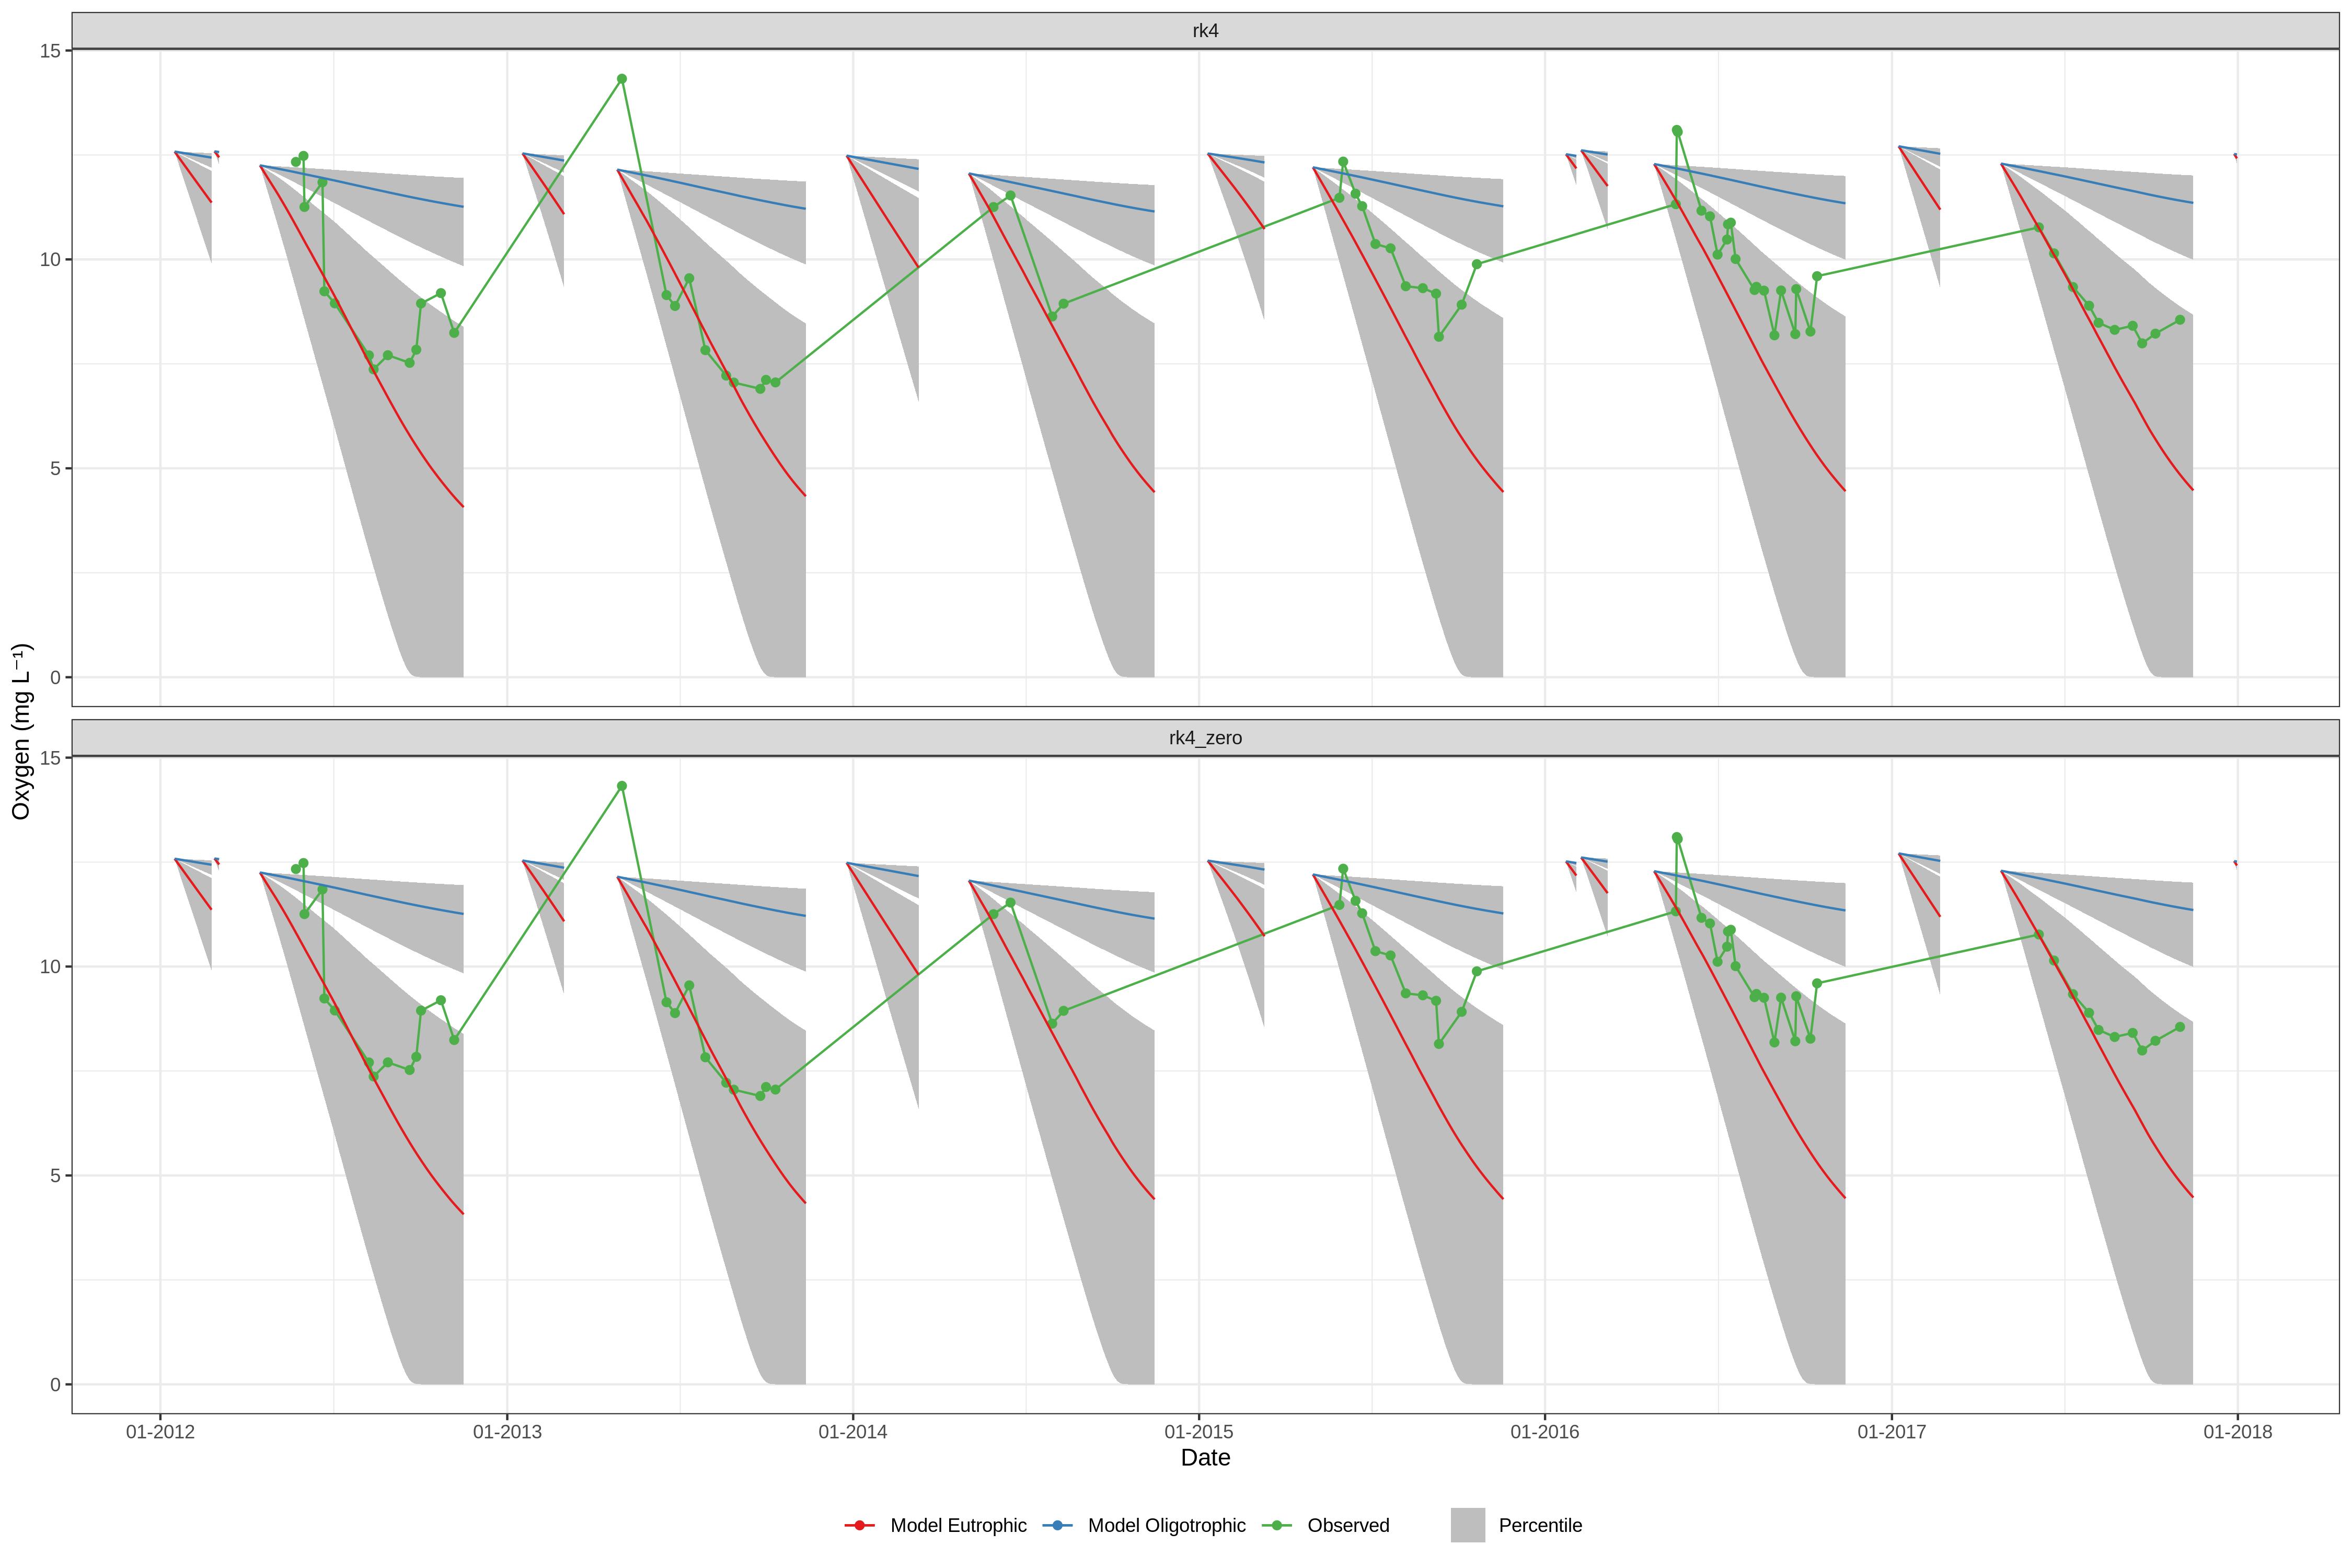 rk4
15
10
5
0
rk4_zero
15
10
5
0
Oxygen (mg L⁻¹)
01-2012 01-2013 01-2014 01-2015 01-2016 01-2017 01-2018
Date
Model Eutrophic Model Oligotrophic Observed Percentile